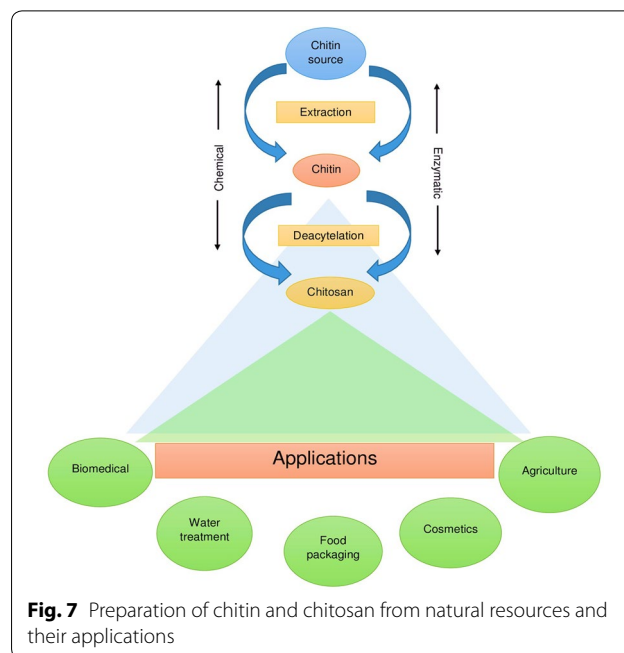 Chitin
source
Extraction
Chemical
Enzymatic
Chitin
Deacytelation
Chitosan
Applications
Biomedical
Agriculture
Water
treatment
Food
packaging
Cosmetics
Fig. 7 Preparation of chitin and chitosan from natural resources and
their applications